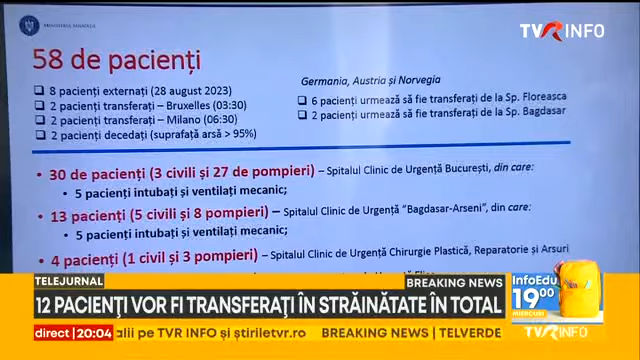 TVR INFO
58 de pacienți
8 pacienți externați (28 august 2023)
2 pacienți transferați – Bruxelles (03:30)
2 pacienți transferați – Milano (06:30)
2 pacienți decedați (suprafață arsă > 95%)
Germania, Austria și Norvegia
6 pacienți urmează să fie transferați de la Sp. Floreasca
2 pacienți urmează să fie transferați de la Sp. Bagdasar
• 30 de pacienți (3 civili și 27 de pompieri) – Spitalul Clinic de Urgență București, din care:
• 5 pacienți intubați și ventilați mecanic;
• 13 pacienți (5 civili și 8 pompieri) – Spitalul Clinic de Urgență “Bagdasar-Arseni”, din care:
• 5 pacienți intubați și ventilați mecanic;
• 4 pacienți (1 civil și 3 pompieri) – Spitalul Clinic de Urgență Chirurgie Plastică, Reparatorie și Arsuri
TELEJURNAL
BREAKING NEWS
12 PACIENŢI VOR FI TRANSFERAŢI ÎN STRĂINĂTATE ÎN TOTAL
InfoEdu
19:00
MIERCURI
TVR INFO
direct 20:04
alii pe TVR INFO și știriletvr.ro. BREAKING NEWS | TELVERDE